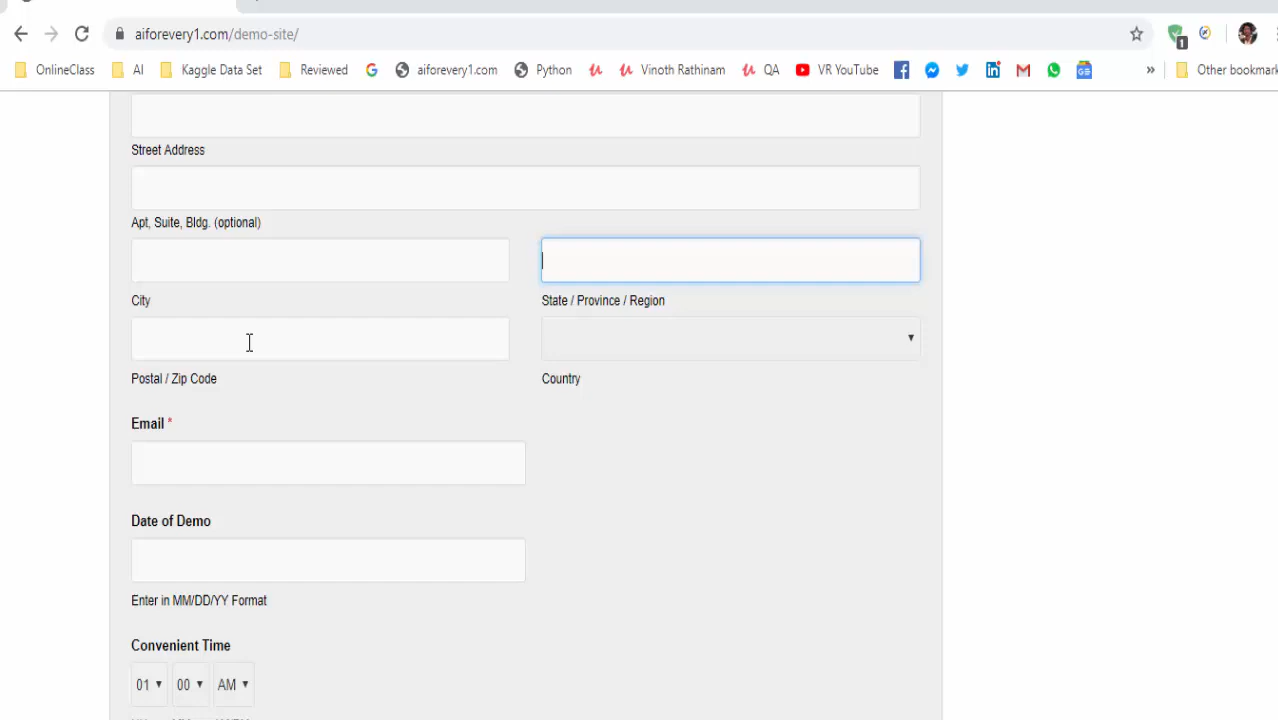 aiforevery1.com/demo-site/
1
OnlineClass AI Kaggle Data Set Reviewed aiforevery1.com Python Vinoth Rathinam QA VR YouTube » Other bookmark
Street Address
Apt, Suite, Bldg. (optional)
City State / Province / Region
Postal / Zip Code Country
Email *
Date of Demo
Enter in MM/DD/YY Format
Convenient Time
01 00 AM